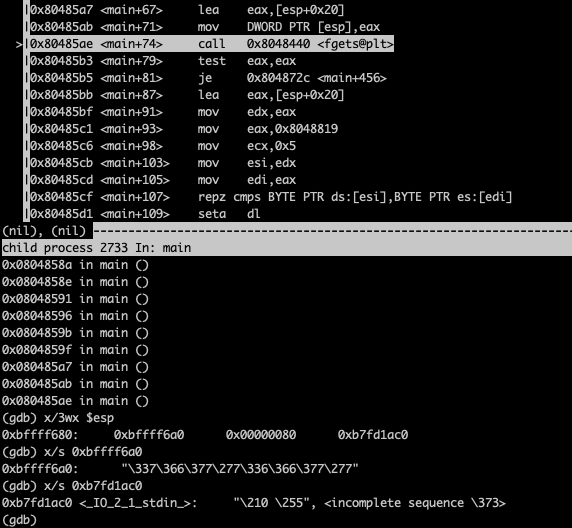 |0x80485a7 <main+67> lea eax,[esp+0x20]
|0x80485ab <main+71> mov DWORD PTR [esp],eax
>|0x80485ae <main+74> call 0x8048440 <fgets@plt>
|0x80485b3 <main+79> test eax,eax
|0x80485b5 <main+81> je 0x804872c <main+456>
|0x80485bb <main+87> lea eax,[esp+0x20]
|0x80485bf <main+91> mov edx,eax
|0x80485c1 <main+93> mov eax,0x8048819
|0x80485c6 <main+98> mov ecx,0x5
|0x80485cb <main+103> mov esi,edx
|0x80485cd <main+105> mov edi,eax
|0x80485cf <main+107> repz cmps BYTE PTR ds:[esi],BYTE PTR es:[edi]
|0x80485d1 <main+109> seta dl
(nil), (nil) ------------------------------------------------------------
child process 2733 In: main
0x0804858a in main ()
0x0804858e in main ()
0x08048591 in main ()
0x08048596 in main ()
0x0804859b in main ()
0x0804859f in main ()
0x080485a7 in main ()
0x080485ab in main ()
0x080485ae in main ()
(gdb) x/3wx $esp
0xbffff680: 0xbffff6a0 0x00000080 0xb7fd1ac0
(gdb) x/s 0xbffff6a0
0xbffff6a0: "\337\366\377\277\336\366\377\277"
(gdb) x/s 0xb7fd1ac0
0xb7fd1ac0 <_IO_2_1_stdin_>: "\210 \255", <incomplete sequence \373>
(gdb)